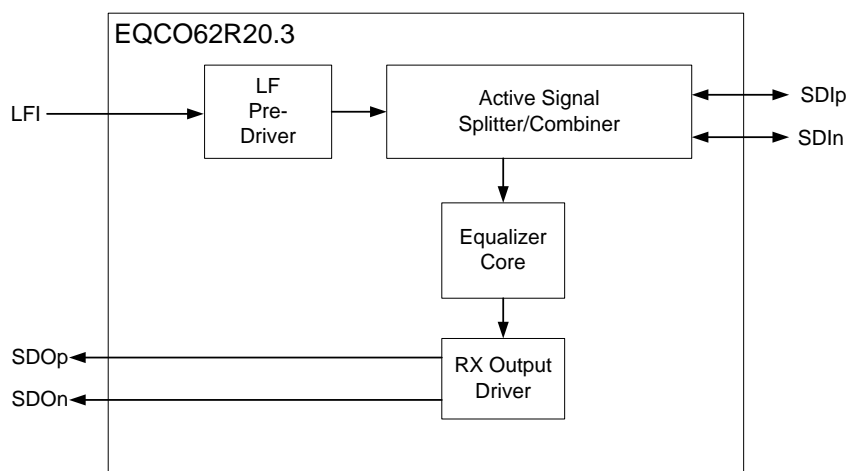 EQCO62R20.3
LFI
LF
Pre-
Driver
Active Signal
Splitter/Combiner
SDIp
SDIn
Equalizer
Core
SDOp
SDOn
RX Output
Driver